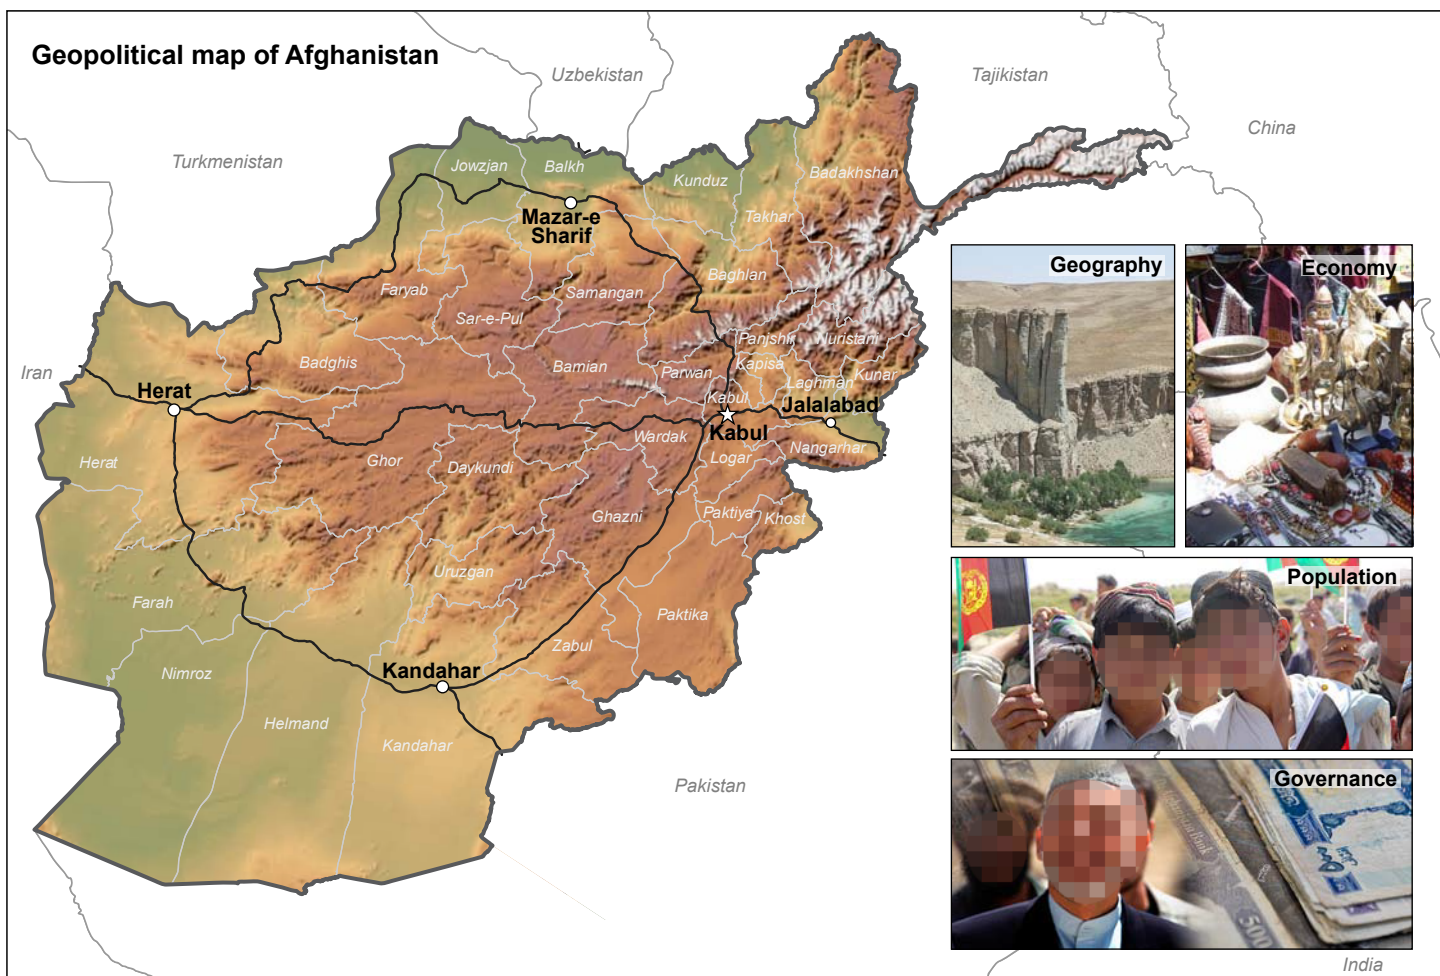 Geopolitical map of Afghanistan
Uzbekistan
Tajikistan
China
Turkmenistan
Jowzjan
Balkh
Kunduz
Badakhshan
Takhar
Mazar-e
Sharif
Baghlan
Faryab
Samangan
Sar-e-Pul
Panjshir
Nuristani
Badghis
Bamian
Parwan
Kapisa
Laghman
Kunar
Iran
Herat
Kabul
Jalalabad
Kabul
Wardak
Nangarhar
Logar
Herat
Ghor
Daykundi
Ghazni
Paktiya
Khost
Uruzgan
Farah
Paktika
Zabul
Nimroz
Kandahar
Helmand
Kandahar
Pakistan
India
Geography
Economy
Population
Governance
500